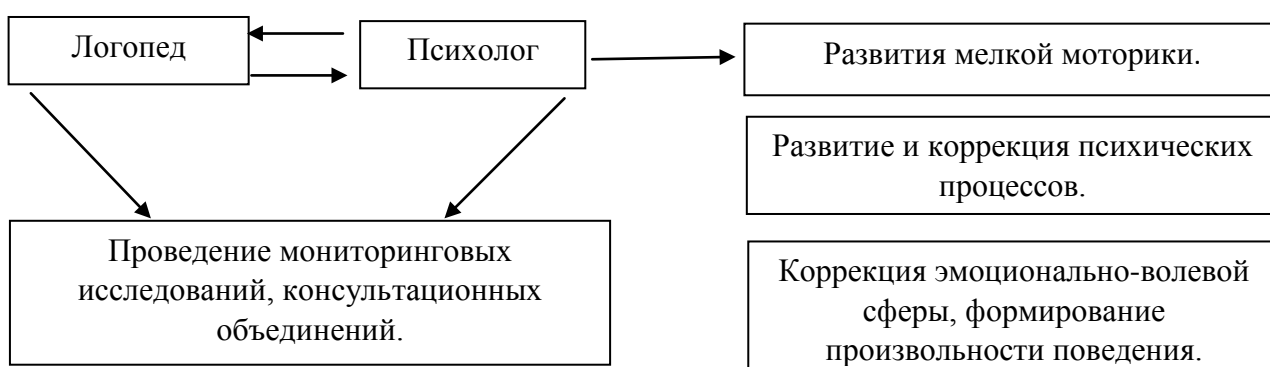 Логопед
Психолог
Развития мелкой моторики.
Развитие и коррекция психических
процессов.
Проведение мониторинговых
исследований, консультационных
объединений.
Коррекция эмоционально-волевой
сферы, формирование
произвольности поведения.